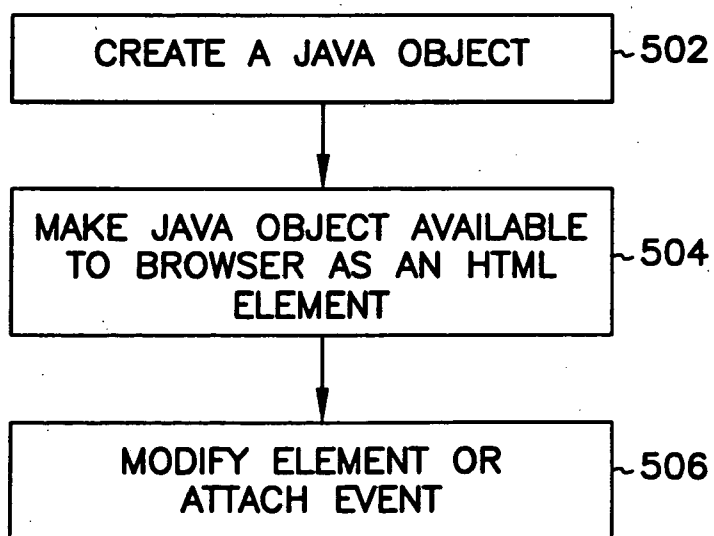 CREATE A JAVA OBJECT
502
MAKE JAVA OBJECT AVAILABLE
TO BROWSER AS AN HTML
ELEMENT
504
MODIFY ELEMENT OR
ATTACH EVENT
506